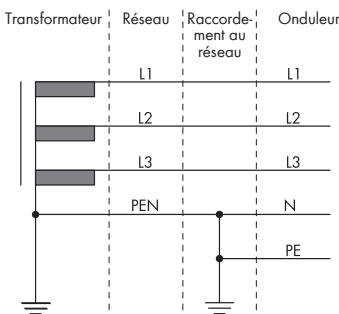 Transformateur
Réseau
Raccorde-
ment au
réseau
Onduleur
L1
L1
L2
L2
L3
L3
PEN
N
PE